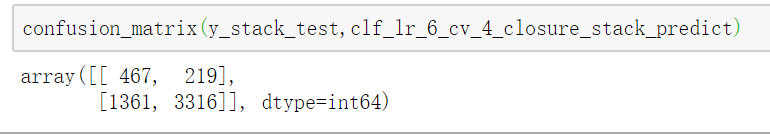 confusion_matrix(y_stack_test,clf_lr_6_cv_4_closure_stack_predict)
array([[ 467,  219],
       [1361, 3316]], dtype=int64)